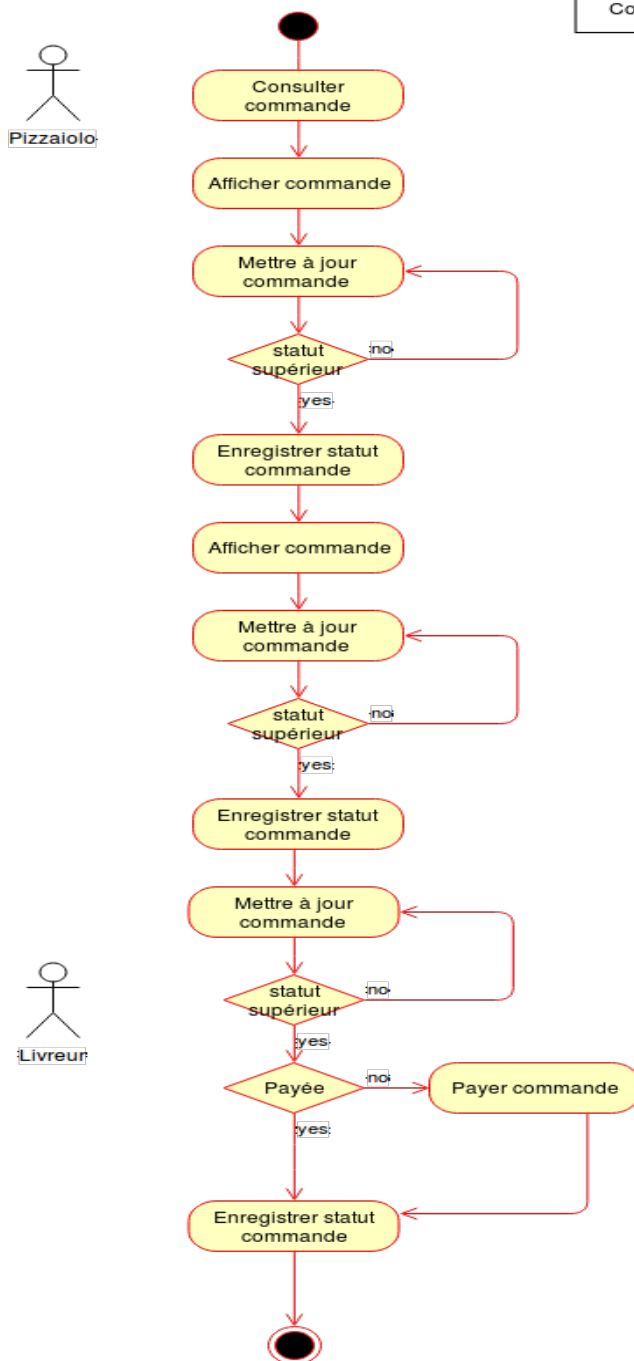 Co
Consulter
commande
Pizzaiolo
Afficher commande
Mettre à jour
commande
statut
supérieur
no
yes
Enregistrer statut
commande
Afficher commande
Mettre à jour
commande
statut
supérieur
no
yes
Enregistrer statut
commande
Mettre à jour
commande
statut
supérieur
no
yes
Livreur
Payée
no
Payer commande
yes
Enregistrer statut
commande